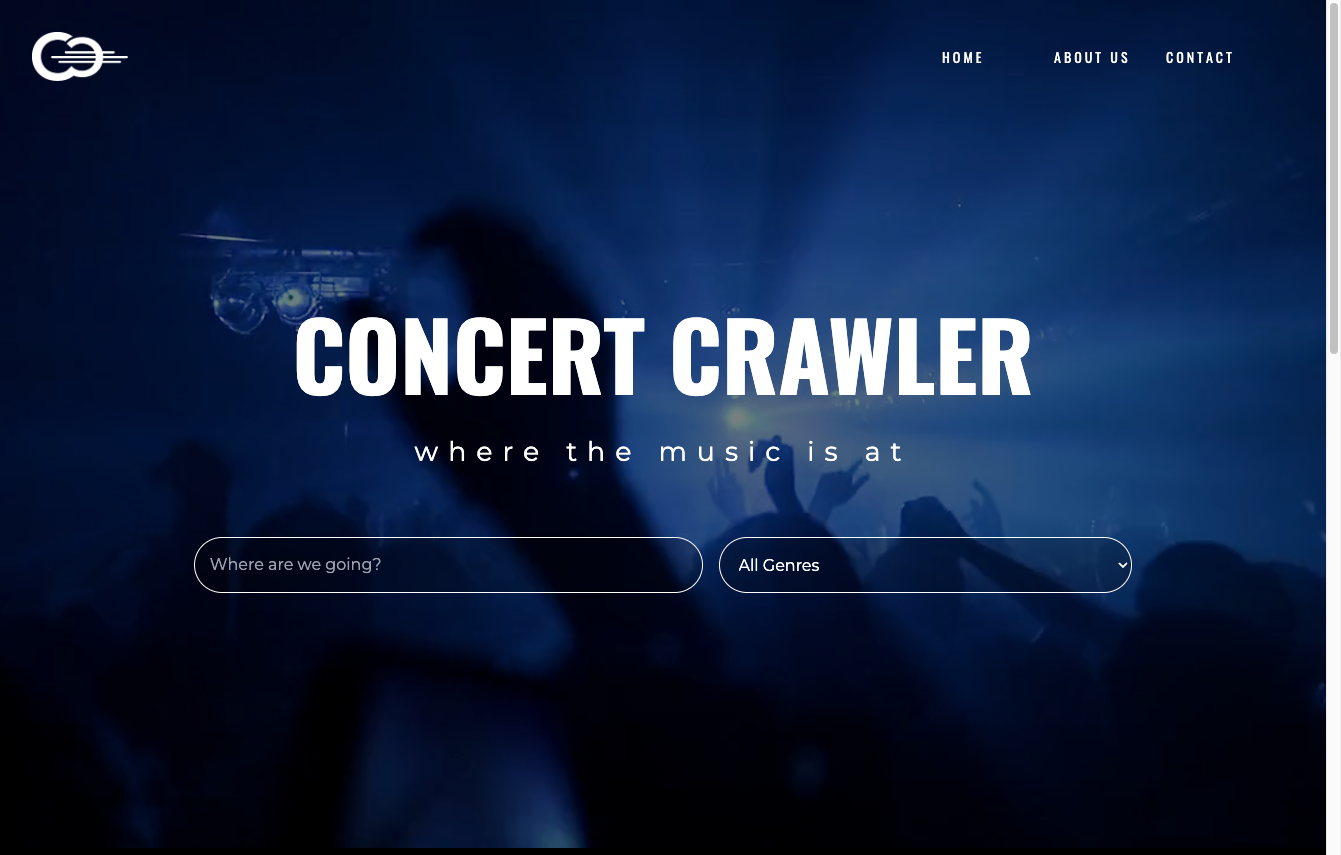 HOME ABOUT US CONTACT
CONCERT CRAWLER
where the music is at
Where are we going? All Genres